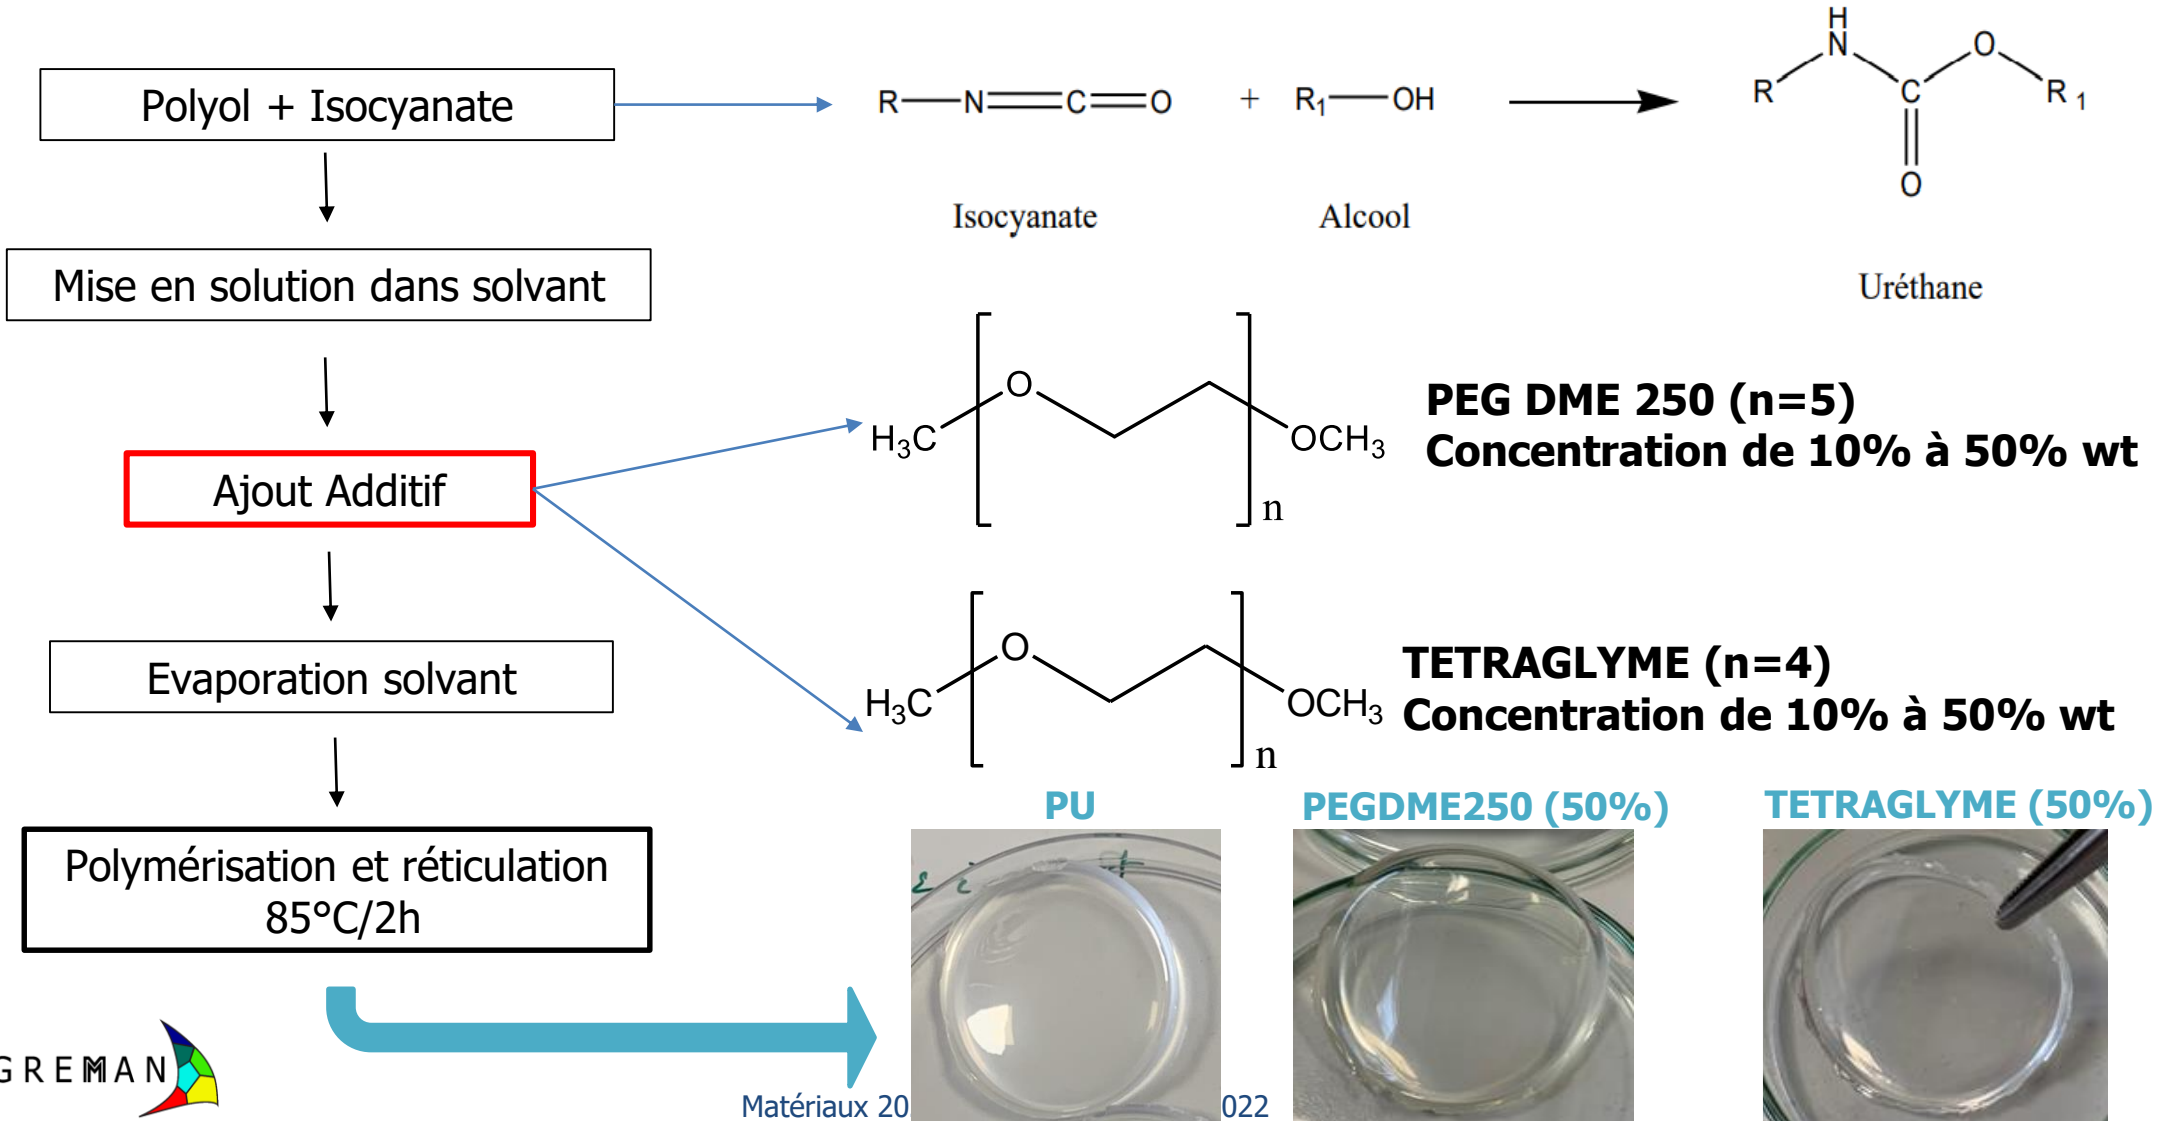 Polyol + Isocyanate
R—N=C=O + R₁—OH
H
N
R
C
O
R₁
O
Isocyanate
Alcool
Uréthane
Mise en solution dans solvant
H₃C
O
OCH₃
n
PEG DME 250 (n=5)
Concentration de 10% à 50% wt
Ajout Additif
H₃C
O
OCH₃
n
TETRAGLYME (n=4)
Concentration de 10% à 50% wt
Evaporation solvant
Polymérisation et réticulation
85°C/2h
PU
PEGDME250 (50%)
TETRAGLYME (50%)
GREMAN
Matériaux 20
022